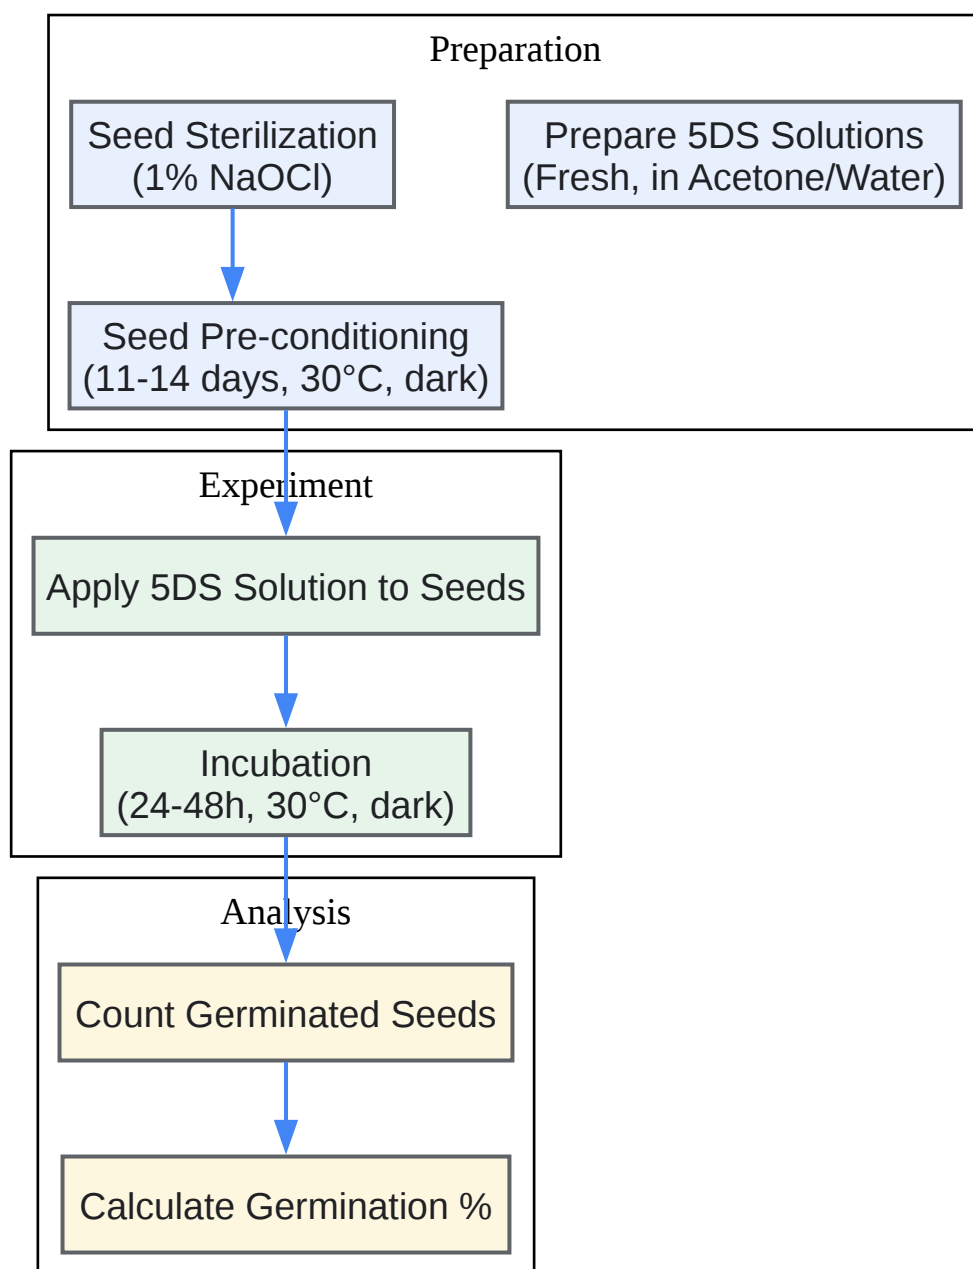 Preparation
Seed Sterilization
(1% NaOCl)
Prepare 5DS Solutions
(Fresh, in Acetone/Water)
Seed Pre-conditioning
(11-14 days, 30°C, dark)
Experiment
Apply 5DS Solution to Seeds
Incubation
(24-48h, 30°C, dark)
Analysis
Count Germinated Seeds
Calculate Germination %